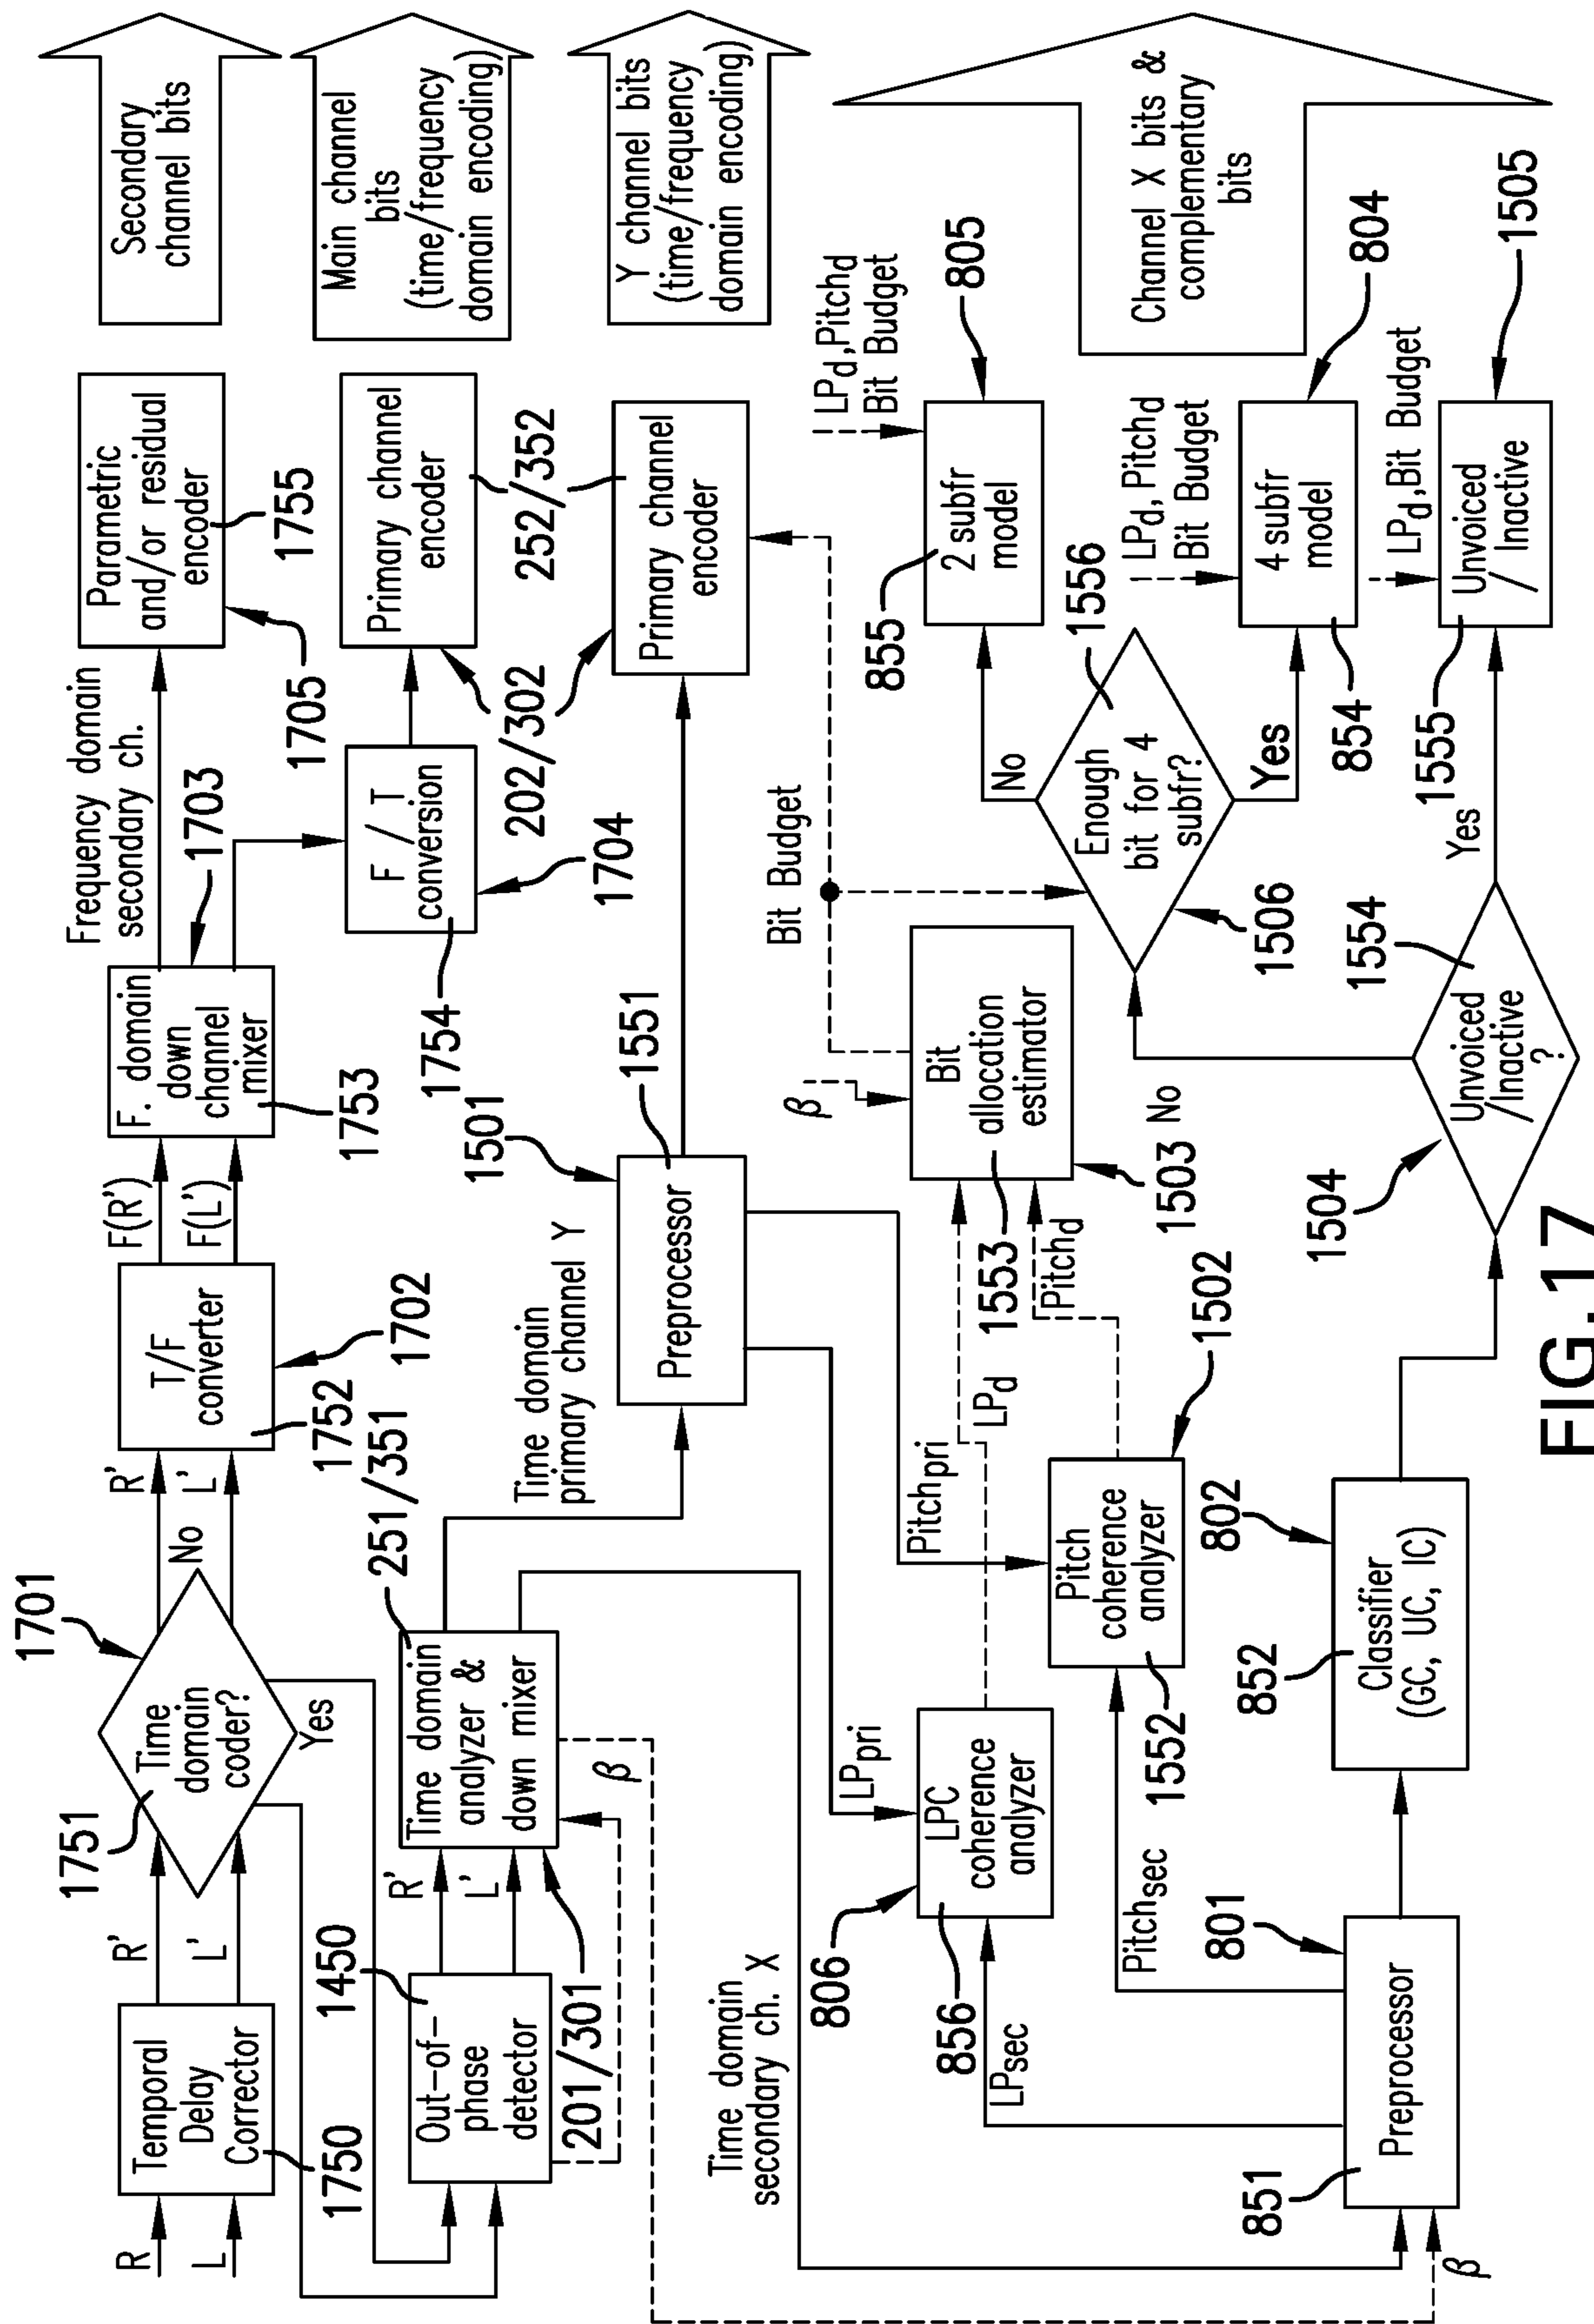 R
L
Temporal
Delay
Corrector
1750
R'
L'
1751
Time
domain
coder?
1701
No
Yes
R'
L'
T/F
converter
1752
1702
F(R')
F(L')
F. domain
down
channel
mixer
1753
1703
Frequency domain
secondary ch.
Parametric
and/or residual
encoder
1705
1755
Secondary
channel bits
F / T
conversion
1754
1704
Primary channel
encoder
252/352
202/302
Main channel
bits
(time/frequency
domain encoding)
1450
Out-of-
phase
detector
R'
L'
201/301
Time domain
analyzer &
down mixer
251/351
β
Time domain
primary channel Y
1501
1551
Preprocessor
Primary channel
encoder
Y channel bits
(time/frequency
domain encoding)
Time domain
secondary ch. X
LPpri
Pitchpri
806
LPC
coherence
analyzer
856
LPd
LPsec
Pitch
coherence
analyzer
1552
1502
Pitchd
Pitchsec
β
Bit
allocation
estimator
1553
1503
Bit Budget
Enough
bit for 4
subfr?
1556
1506
No
Yes
LPd,Pitchd
Bit Budget
2 subfr
model
855
805
LPd,Pitchd
Bit Budget
4 subfr
model
854
804
Channel X bits &
complementary
bits
β
851
Preprocessor
801
852
Classifier
(GC, UC, IC)
802
1504
Unvoiced
/Inactive
?
1554
No
Yes
LPd,Bit Budget
Unvoiced
/
Inactive
1555
1505
FIG.17